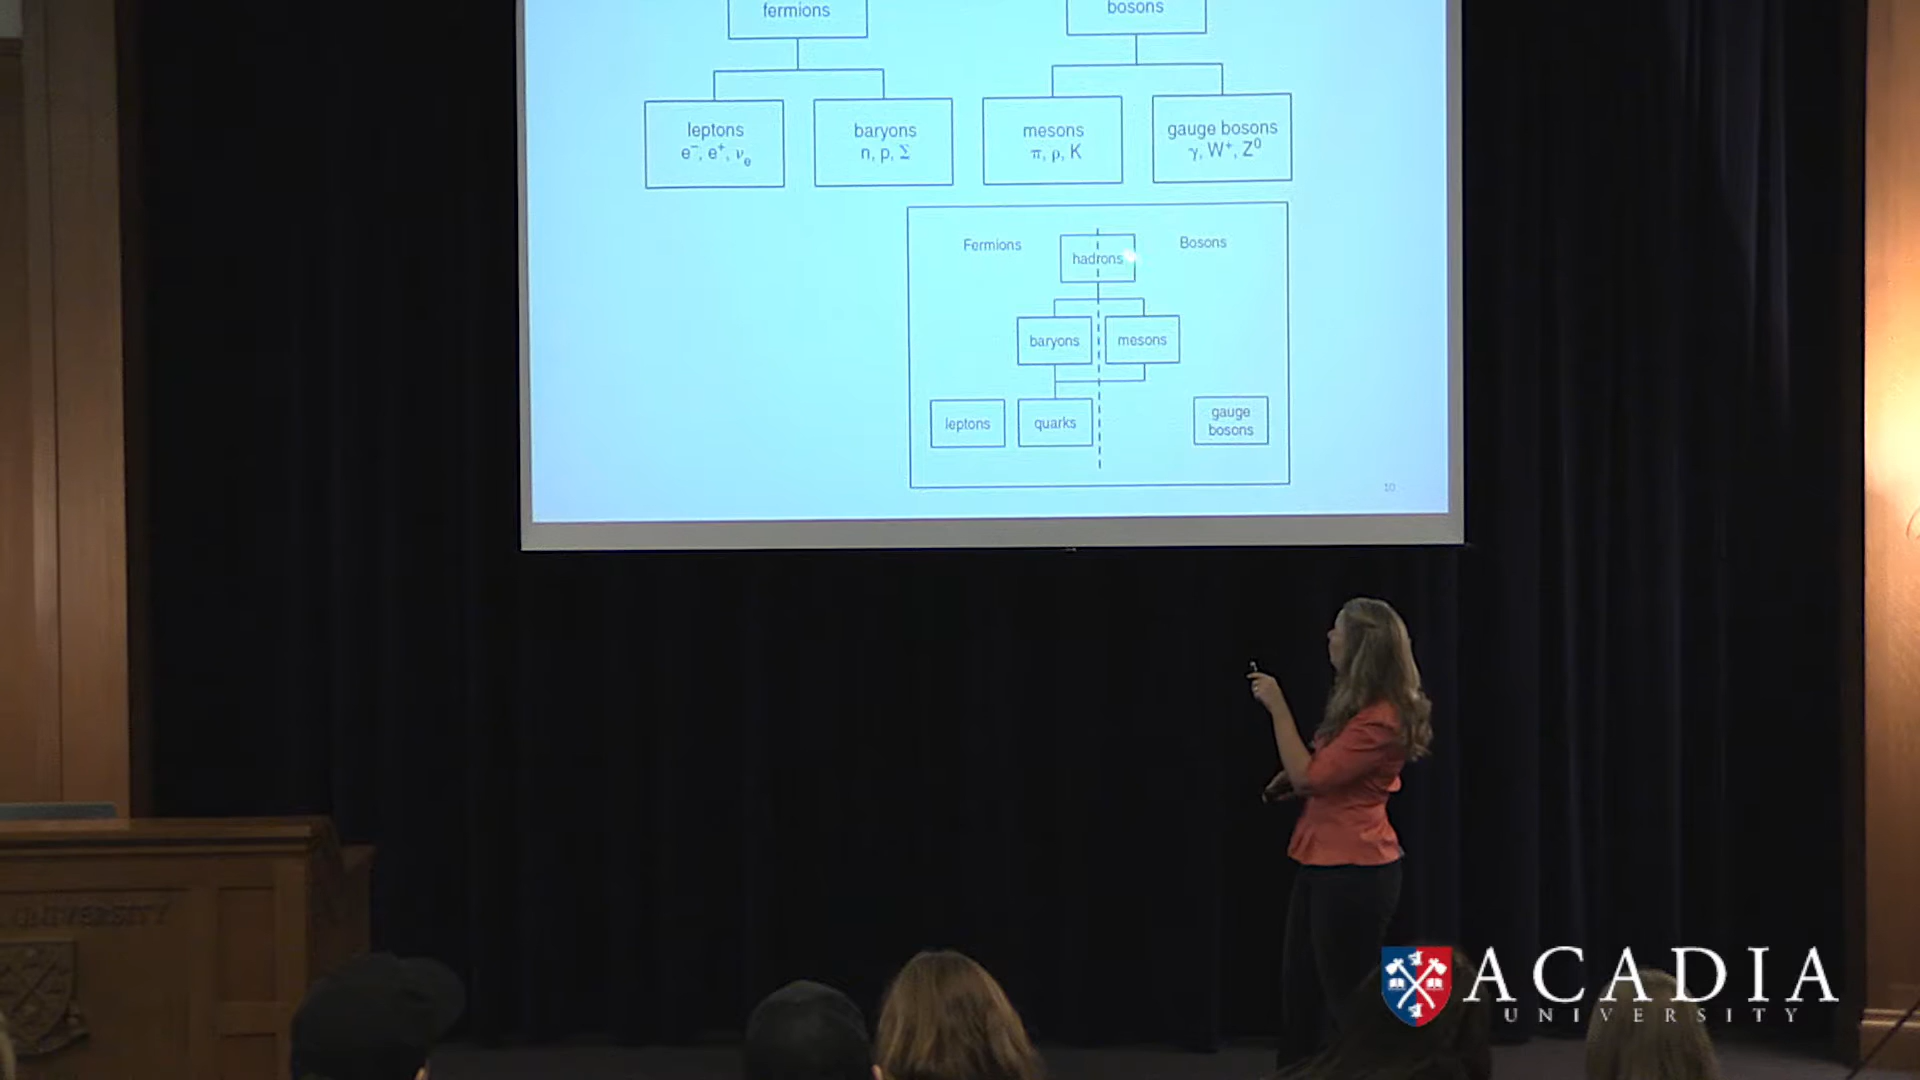 fermions
bosons
leptons
e⁻, e⁺, νₑ
baryons
n, p, Σ
mesons
π, ρ, K
gauge bosons
γ, W⁺, Z⁰
Fermions
Bosons
hadrons
baryons
mesons
leptons
quarks
gauge
bosons
10
UNIVERSITY
ACADIA
UNIVERSITY